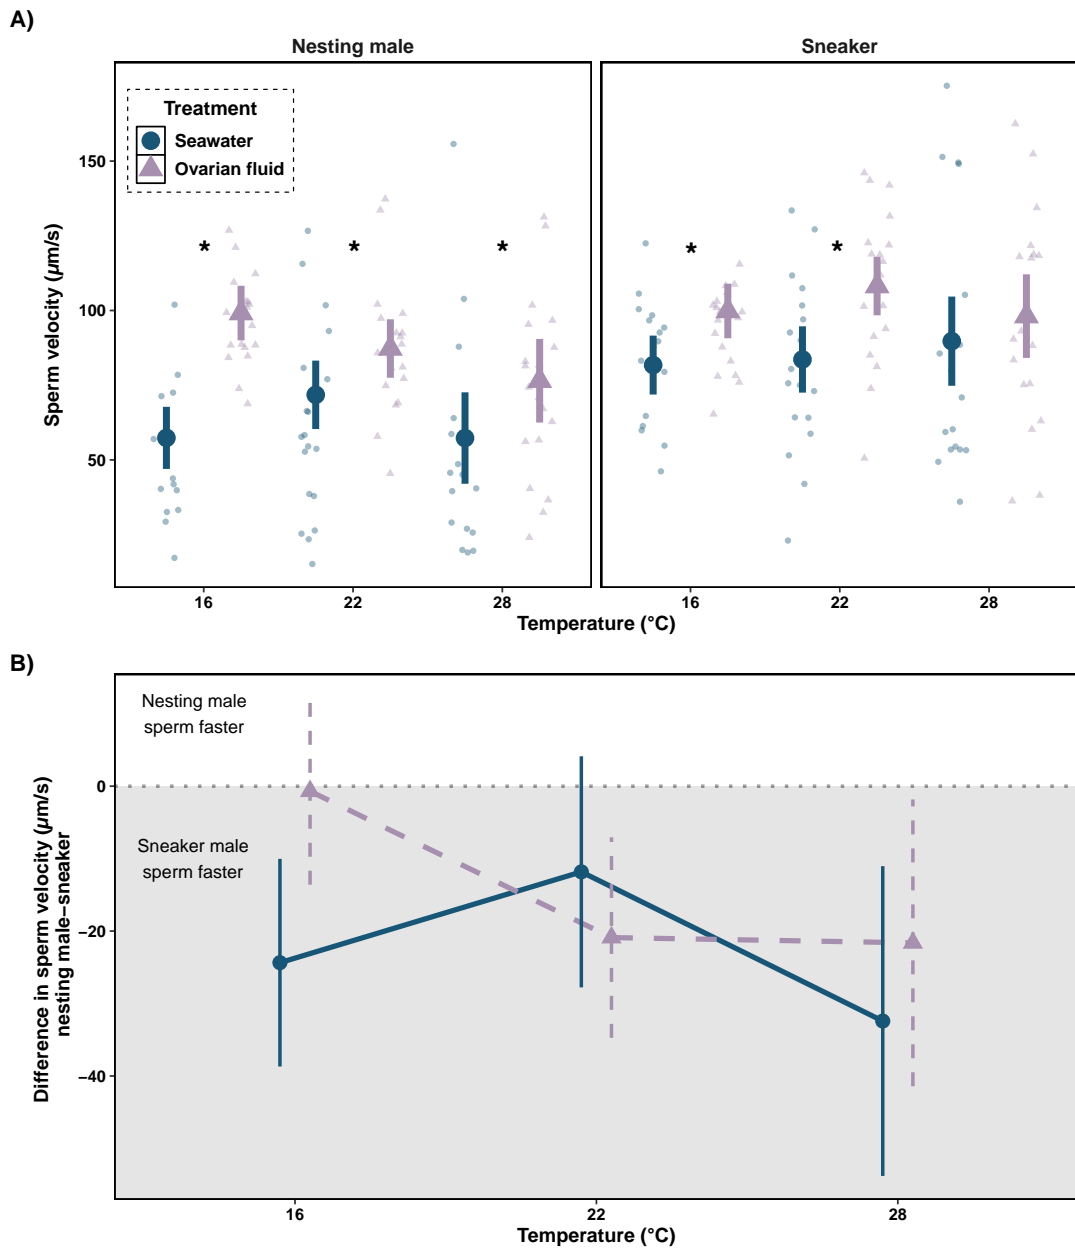 A)
Nesting male
Sneaker
Treatment
Seawater
Ovarian fluid
Sperm velocity (µm/s)
150
100
50
* * *
* *
16 22 28
16 22 28
Temperature (°C)
B)
Nesting male
sperm faster
Sneaker male
sperm faster
Difference in sperm velocity (µm/s)
nesting male−sneaker
0
−20
−40
16 22 28
Temperature (°C)